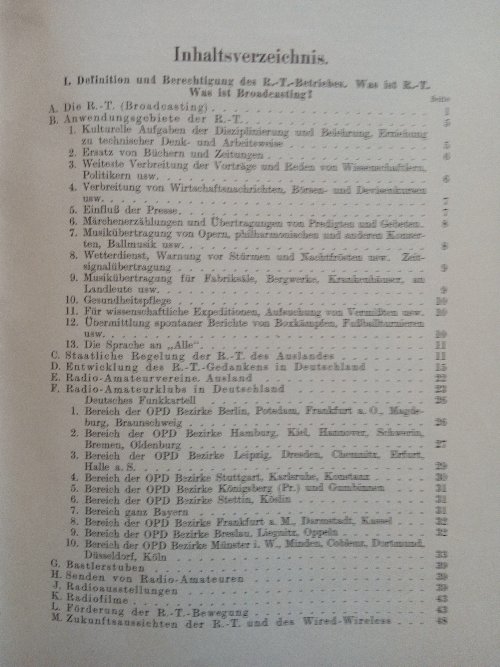 Inhaltsverzeichnis.
I. Definition und Berechtigung des R.-T.-Betriebes. Was ist R.-T.
Was ist Broadcasting?
Seite
A. Die R.-T. (Broadcasting) . . . . . . . . . . . . . . . . 1
B. Anwendungsgebiete der R.-T. . . . . . . . . . . . . . . . 5
1. Kulturelle Aufgaben der Disziplinierung und Belehrung, Erziehung
zu technischer Denk- und Arbeitsweise . . . . . . . . . . 5
2. Ersatz von Büchern und Zeitungen . . . . . . . . . . . 6
3. Weiteste Verbreitung der Vorträge und Reden von Wissenschaftlern,
Politikern usw. . . . . . . . . . . . . . . . 6
4. Verbreitung von Wirtschaftsnachrichten, Börsen- und Devisenkursen
usw. . . . . . . . . . . . . . . . 7
5. Einfluß der Presse . . . . . . . . . . . . . . . 7
6. Märchenerzählungen und Übertragungen von Predigten und Gebeten . 8
7. Musikübertragung von Opern, philharmonischen und anderen Konzer-
ten, Ballmusik usw. . . . . . . . . . . . . . . 8
8. Wetterdienst, Warnung vor Stürmen und Nachtfrösten usw. Zeit-
signalübertragung . . . . . . . . . . . . . . . 9
9. Musikübertragung für Fabriksäle, Bergwerke, Krankenhäuser, an
Landleute usw. . . . . . . . . . . . . . . 9
10. Gesundheitspflege . . . . . . . . . . . . . . . 10
11. Für wissenschaftliche Expeditionen, Aufsuchung von Vermißten usw. 10
12. Übermittlung spontaner Berichte von Boxkämpfen, Fußballturnieren
usw. . . . . . . . . . . . . . . . 10
13. Die Sprache an „Alle“ . . . . . . . . . . . . . . . 11
C. Staatliche Regelung der R.-T. des Auslandes . . . . . . . . 11
D. Entwicklung des R.-T.-Gedankens in Deutschland . . . . . . 15
E. Radio-Amateurvereine. Ausland . . . . . . . . . . . . 22
F. Radio-Amateurklubs in Deutschland . . . . . . . . . . 23
Deutsches Funkkartell . . . . . . . . . . . . . . . 26
1. Bereich der OPD Bezirke Berlin, Potsdam, Frankfurt a. O., Magde-
burg, Braunschweig . . . . . . . . . . . . . . . 26
2. Bereich der OPD Bezirke Hamburg, Kiel, Hannover, Schwerin,
Bremen, Oldenburg . . . . . . . . . . . . . . . 27
3. Bereich der OPD Bezirke Leipzig, Dresden, Chemnitz, Erfurt,
Halle a. S. . . . . . . . . . . . . . . . 29
4. Bereich der OPD Bezirke Stuttgart, Karlsruhe, Konstanz . . . 30
5. Bereich der OPD Bezirke Königsberg (Pr.) und Gumbinnen . . . 31
6. Bereich der OPD Bezirke Stettin, Köslin . . . . . . . . 31
7. Bereich ganz Bayern . . . . . . . . . . . . . . . 31
8. Bereich der OPD Bezirke Frankfurt a. M., Darmstadt, Kassel . . 32
9. Bereich der OPD Bezirke Breslau, Liegnitz, Oppeln . . . . . 32
10. Bereich der OPD Bezirke Münster i. W., Minden, Coblenz, Dortmund,
Düsseldorf, Köln . . . . . . . . . . . . . . . 33
G. Bastlerstuben . . . . . . . . . . . . . . . 39
H. Senden von Radio-Amateuren . . . . . . . . . . . . 39
J. Radioausstellungen . . . . . . . . . . . . . . . 39
K. Radiofilme . . . . . . . . . . . . . . . 43
L. Förderung der R.-T.-Bewegung . . . . . . . . . . . . 43
M. Zukunftsaussichten der R.-T. und des Wired-Wireless . . . . 48